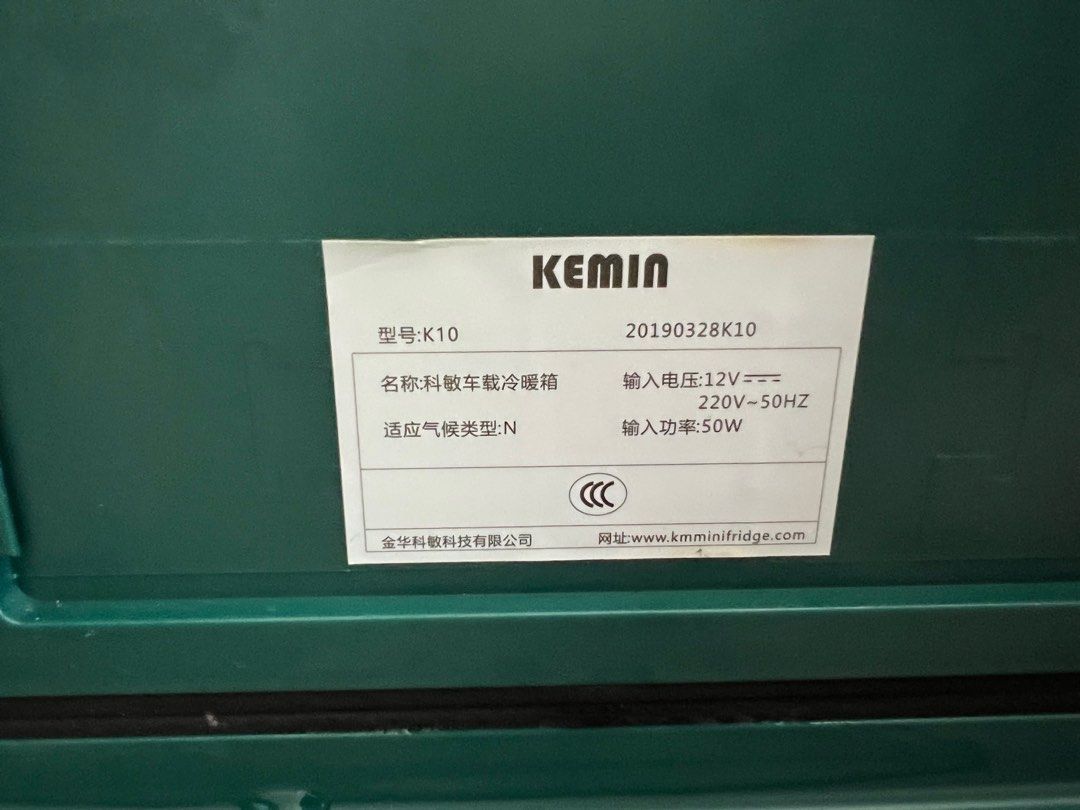 KEMIN
型号:K10 20190328K10
名称:科敏车载冷暖箱 输入电压:12V
220V~50HZ
适应气候类型:N 输入功率:50W
CCC
金华科敏科技有限公司 网址:www.kmminifridge.com